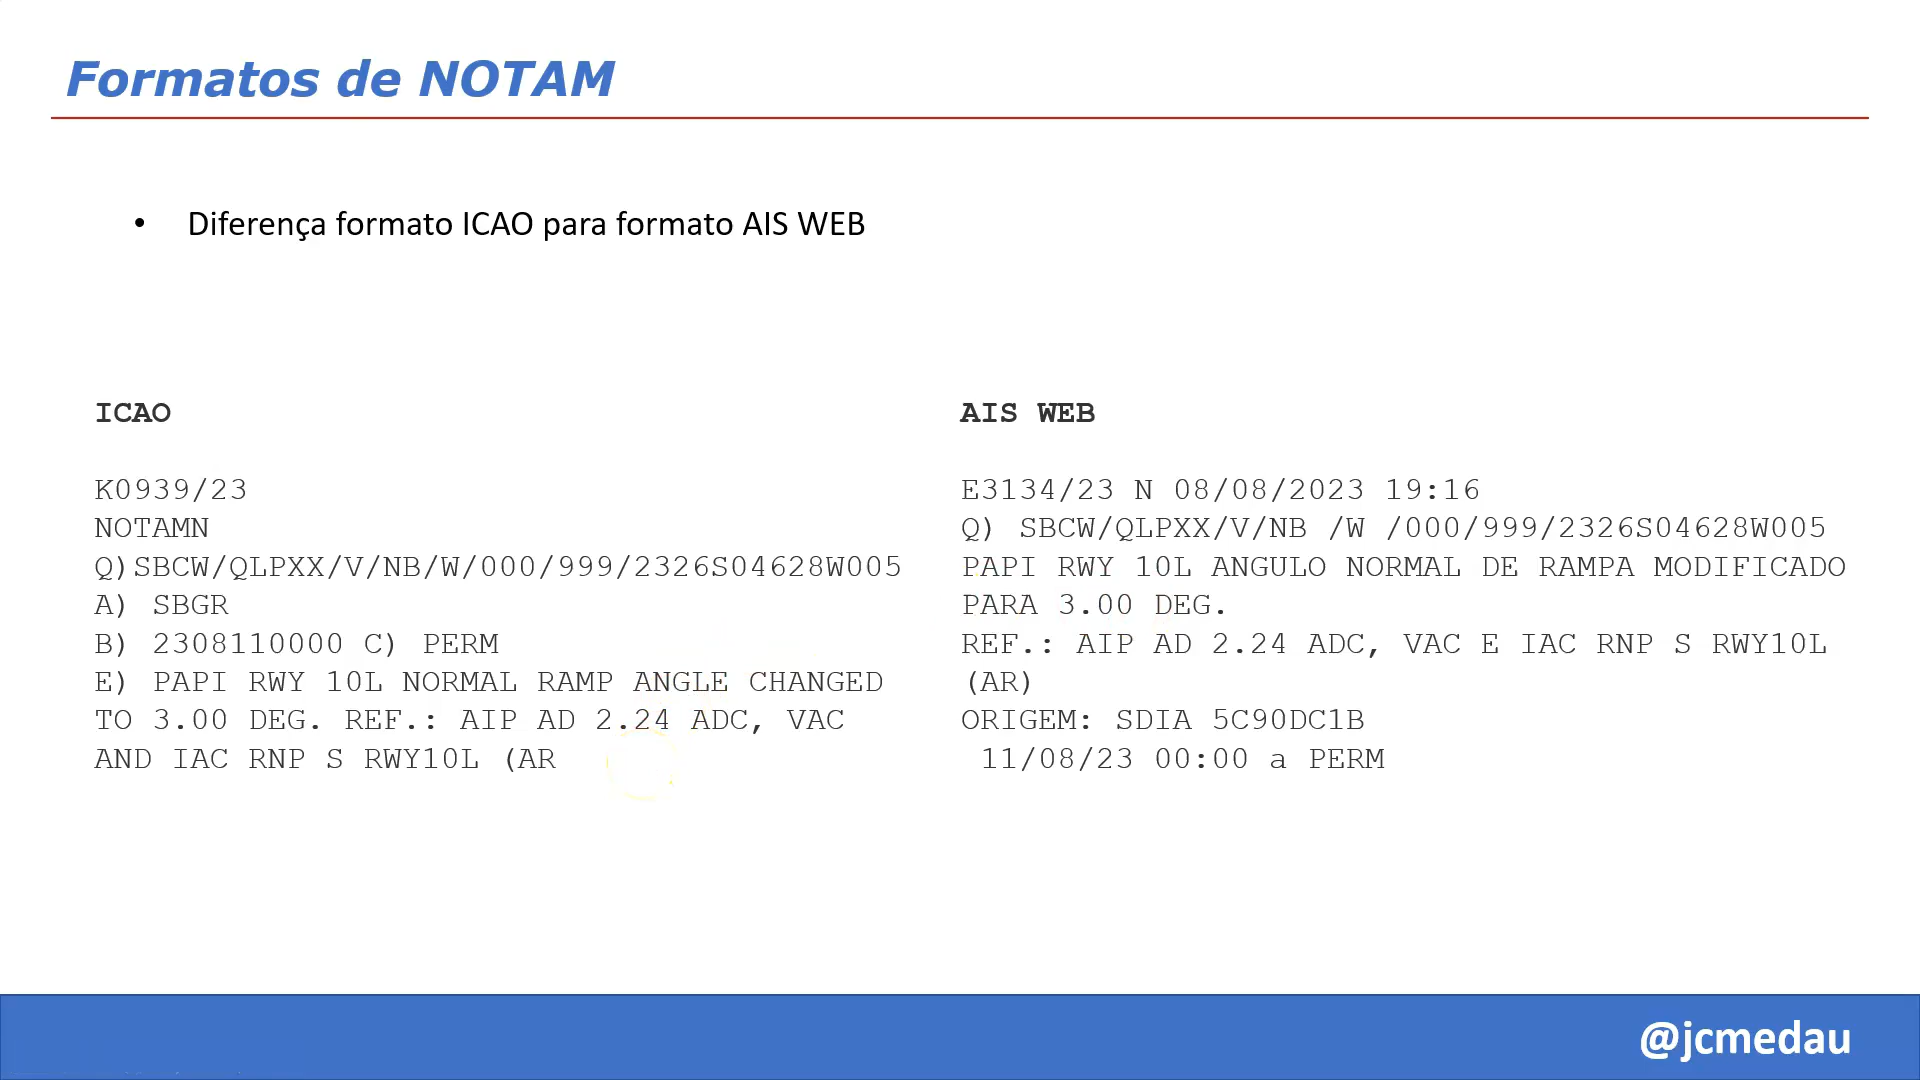 Formatos de NOTAM
• Diferença formato ICAO para formato AIS WEB
ICAO
K0939/23
NOTAMN
Q)SBCW/QLPXX/V/NB/W/000/999/2326S04628W005
A) SBGR
B) 2308110000 C) PERM
E) PAPI RWY 10L NORMAL RAMP ANGLE CHANGED
TO 3.00 DEG. REF.: AIP AD 2.24 ADC, VAC
AND IAC RNP S RWY10L (AR
AIS WEB
E3134/23 N 08/08/2023 19:16
Q) SBCW/QLPXX/V/NB /W /000/999/2326S04628W005
PAPI RWY 10L ANGULO NORMAL DE RAMPA MODIFICADO
PARA 3.00 DEG.
REF.: AIP AD 2.24 ADC, VAC E IAC RNP S RWY10L
(AR)
ORIGEM: SDIA 5C90DC1B
11/08/23 00:00 a PERM
@jcmedau